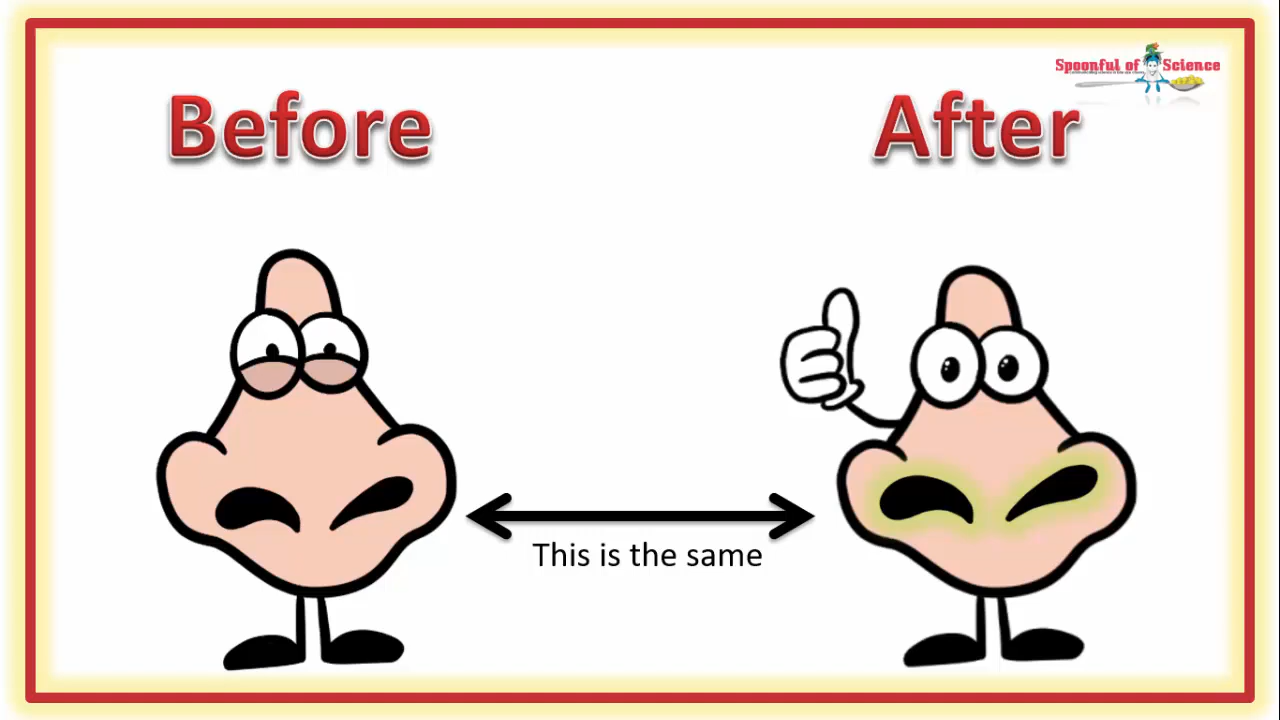 Spoonful of Science
Before
After
This is the same